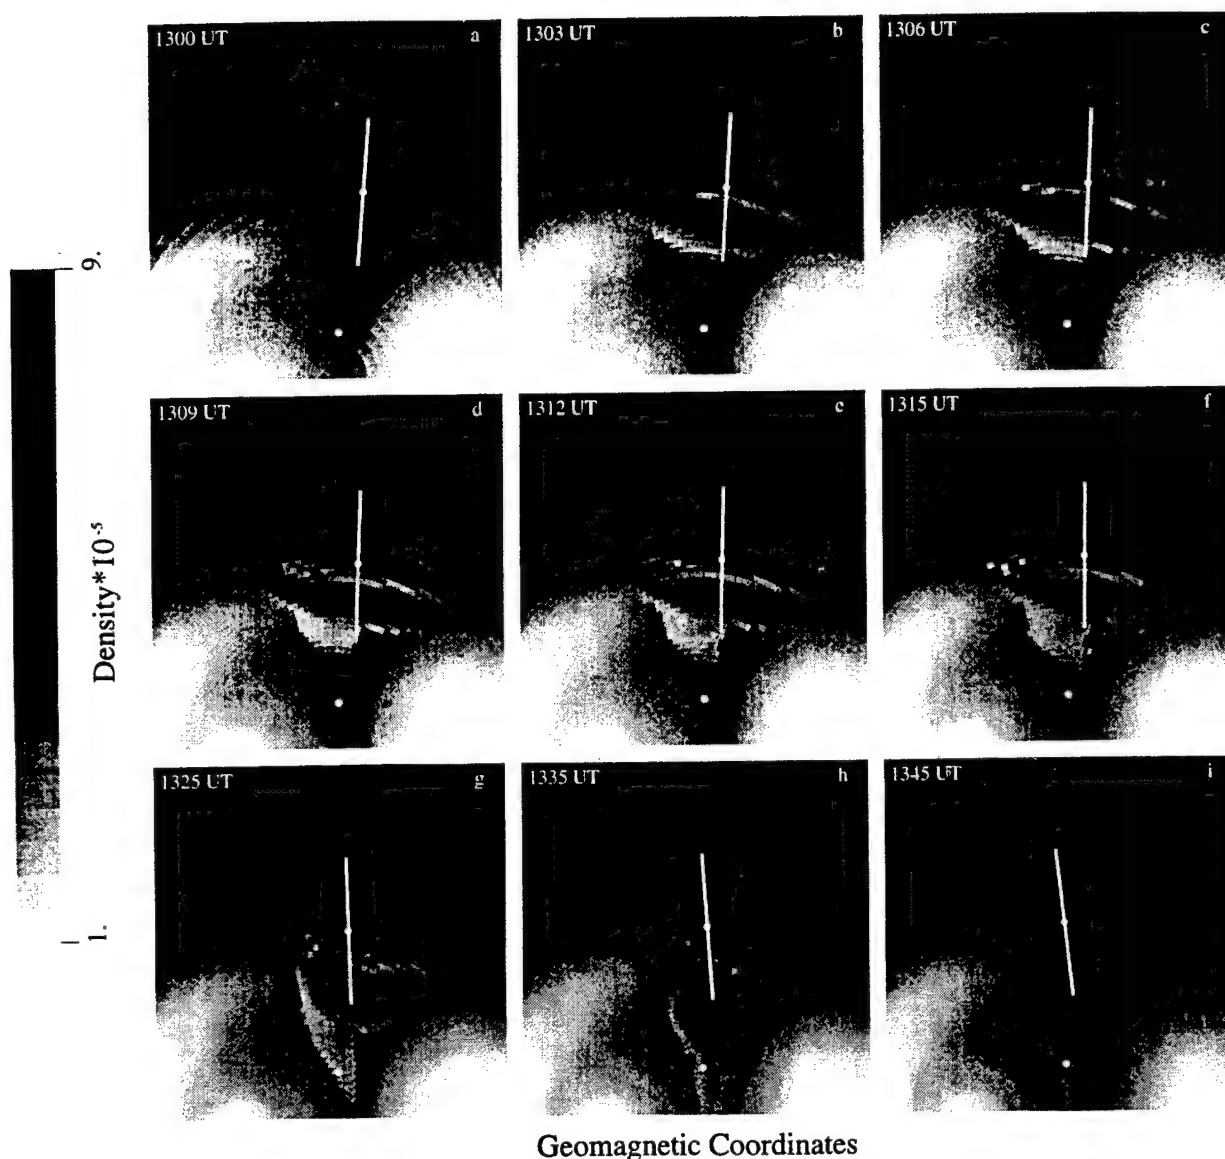 1300 UT a
1303 UT b
1306 UT c
9.
1309 UT d
1312 UT e
1315 UT f
Density*10⁻⁵
1325 UT g
1335 UT h
1345 UT i
1.
Geomagnetic Coordinates